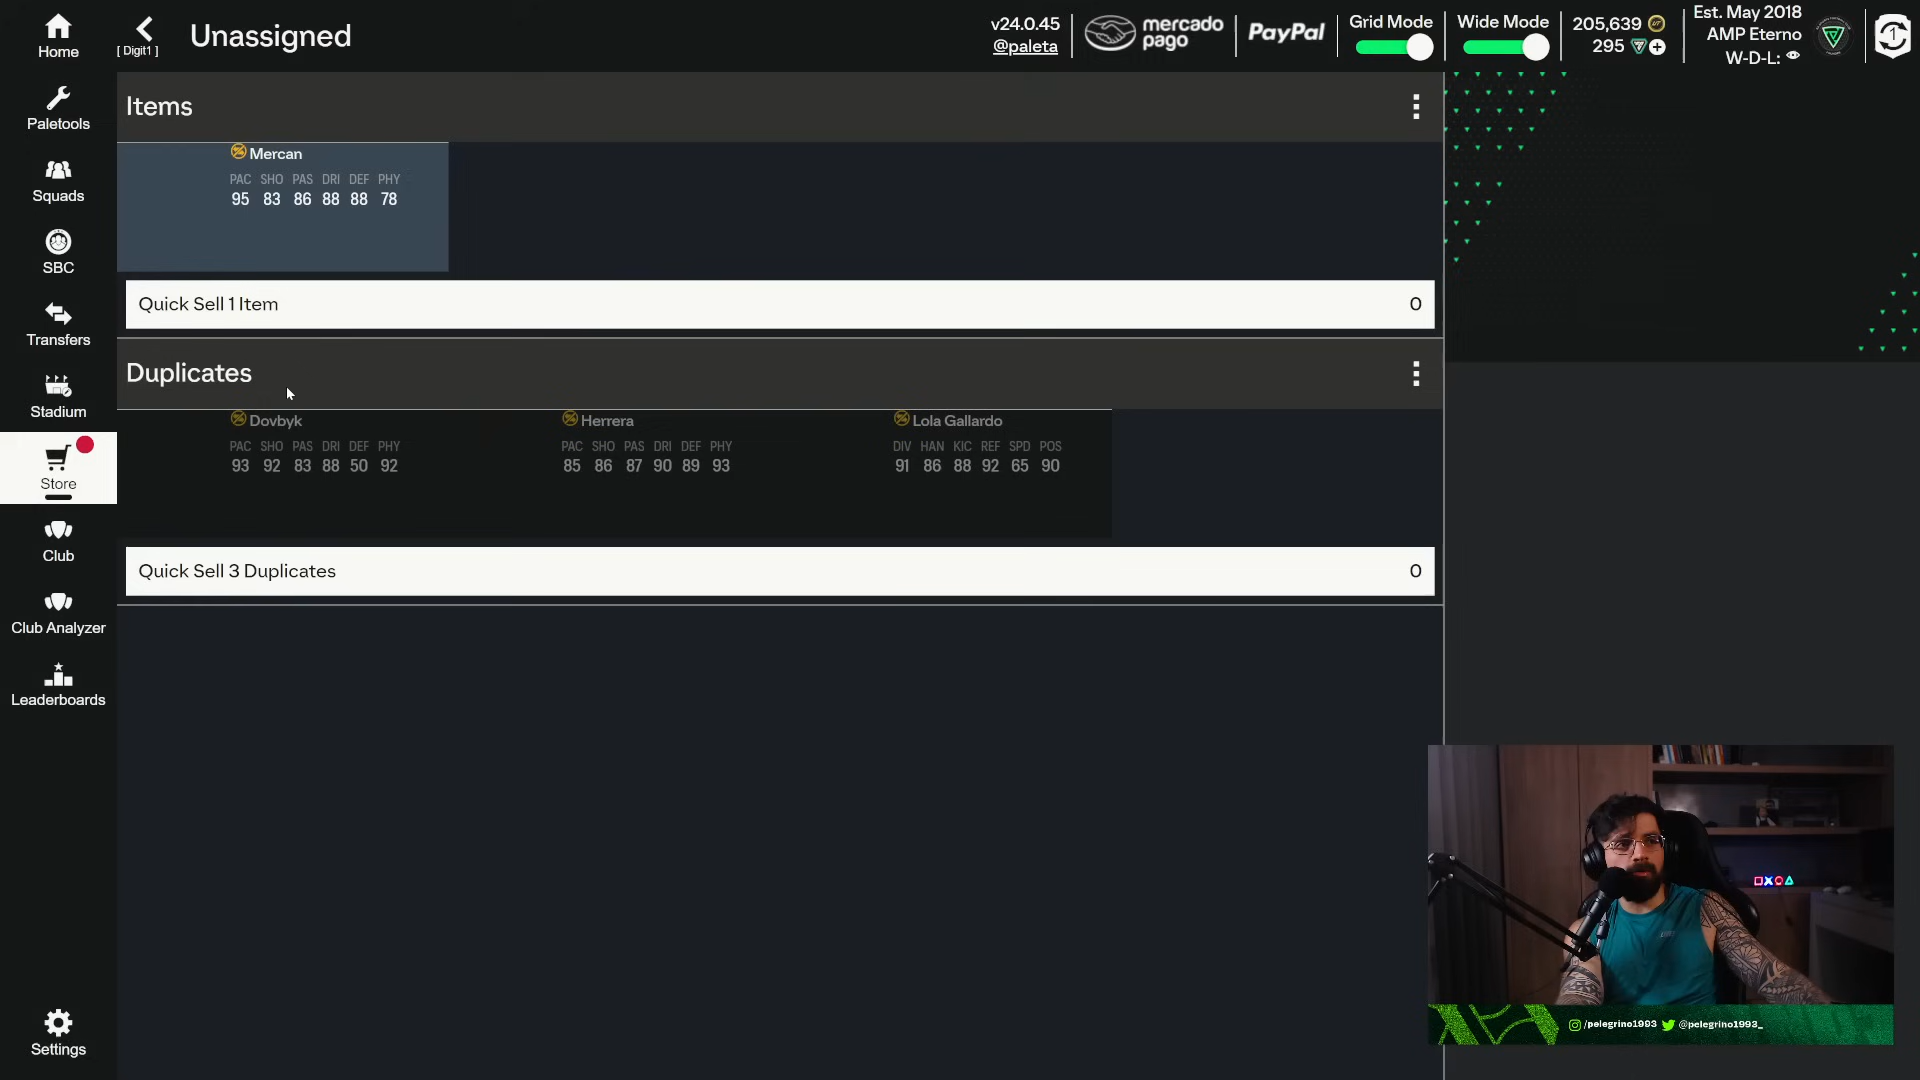 Home
[ Digit1 ]
Unassigned
v24.0.45
@paleta
mercado
pago
PayPal
Grid Mode
Wide Mode
205,639
295
Est. May 2018
AMP Eterno
W-D-L:
1
Paletools
Squads
SBC
Transfers
Stadium
Store
Club
Club Analyzer
Leaderboards
Settings
Items
Mercan
PAC SHO PAS DRI DEF PHY
95 83 86 88 88 78
Quick Sell 1 Item 0
Duplicates
Dovbyk
PAC SHO PAS DRI DEF PHY
93 92 83 88 50 92
Herrera
PAC SHO PAS DRI DEF PHY
85 86 87 90 89 93
Lola Gallardo
DIV HAN KIC REF SPD POS
91 86 88 92 65 90
Quick Sell 3 Duplicates 0
/pelegrino1993 @pelegrino1993_